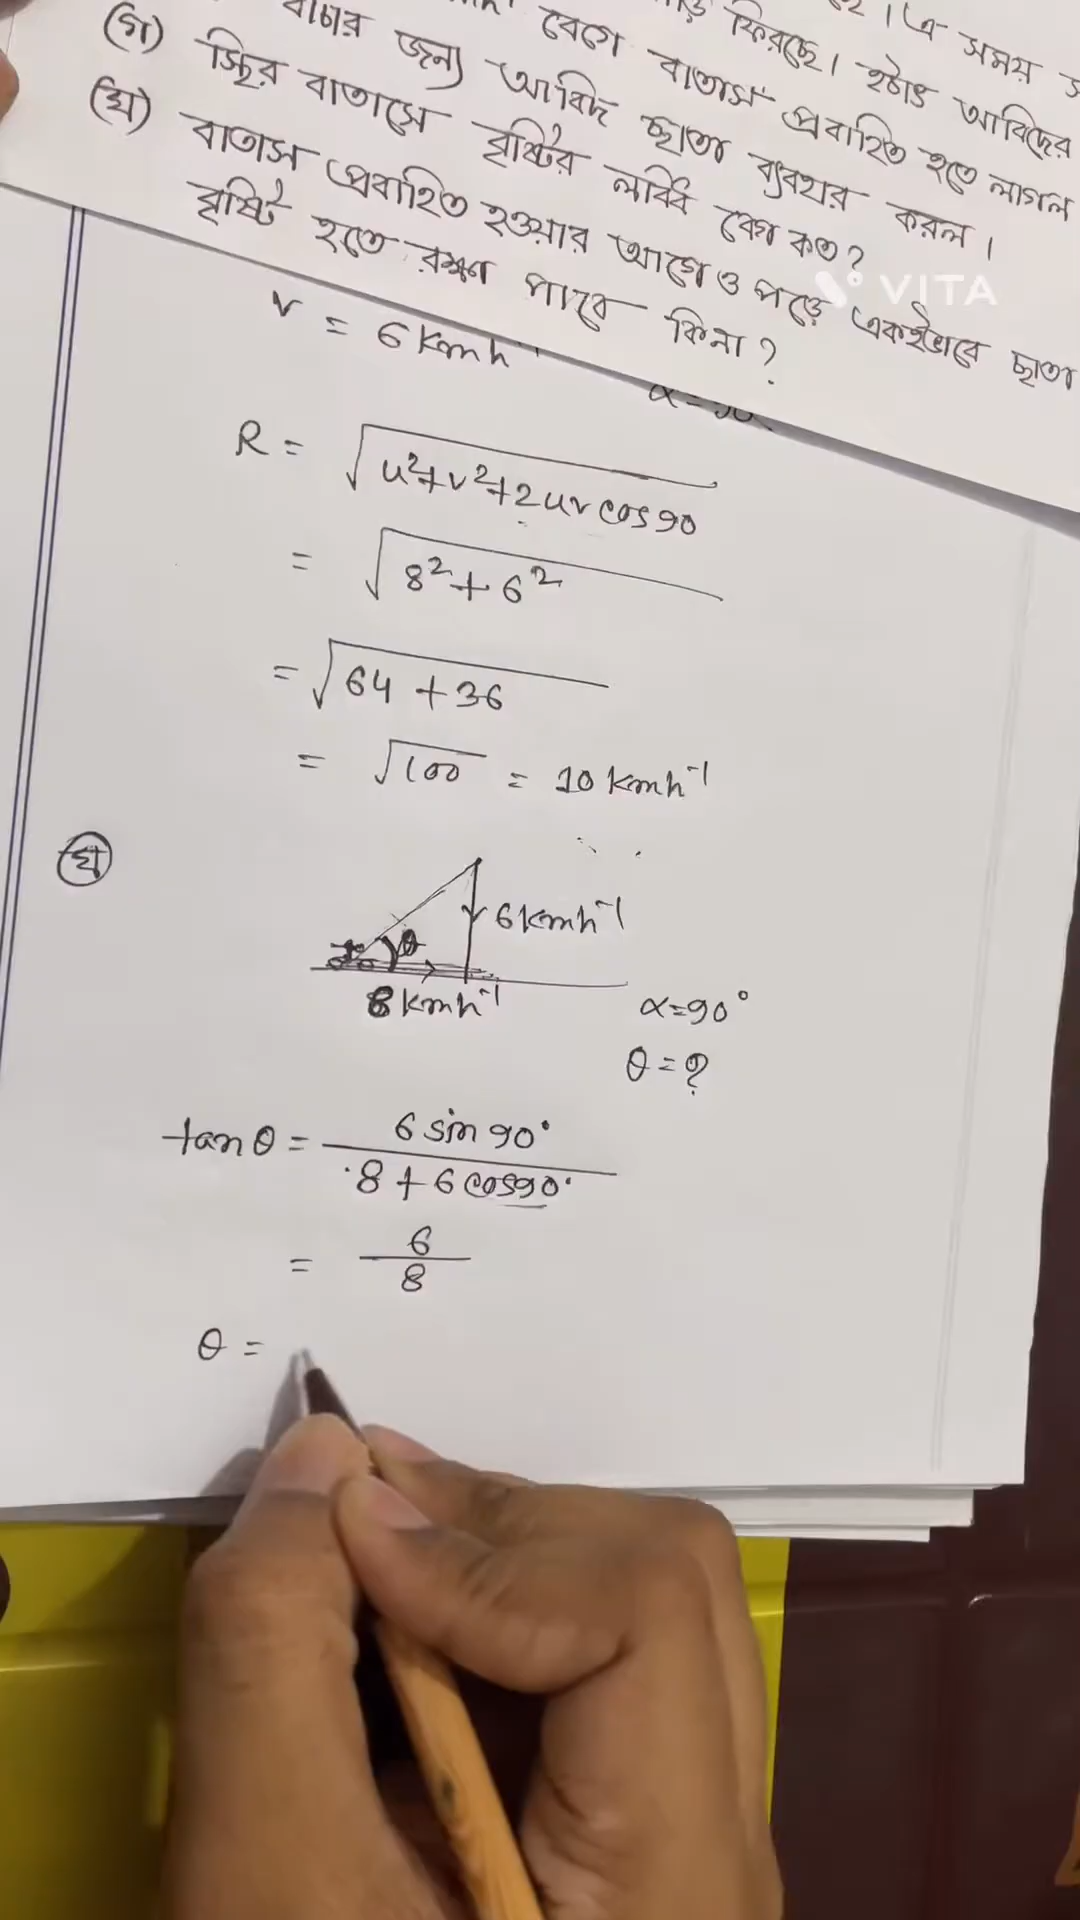 এ সময়
বেগে বাতাস প্রবাহিত হতে লাগল
ফিরছে। হঠাৎ আবিদের
জন্য আবিদ ছাতা ব্যবহার করল।
(গ) স্থির বাতাসে বৃষ্টির লব্ধি বেগ কত?
(ঘ) বাতাস প্রবাহিত হওয়ার আগে ও পড়ে একইভাবে ছাতা
বৃষ্টি হতে রক্ষা পাবে কিনা?
VITA
v = 6 kmh
R = √u²+v²+2uv cos 90
= √8²+6²
= √64+36
= √100 = 10 kmh⁻¹
ঘ
6 kmh⁻¹
θ
8 kmh⁻¹
α=90°
θ = ?
tan θ = 6 sin 90° / 8 + 6 cos 90°
= 6/8
θ =